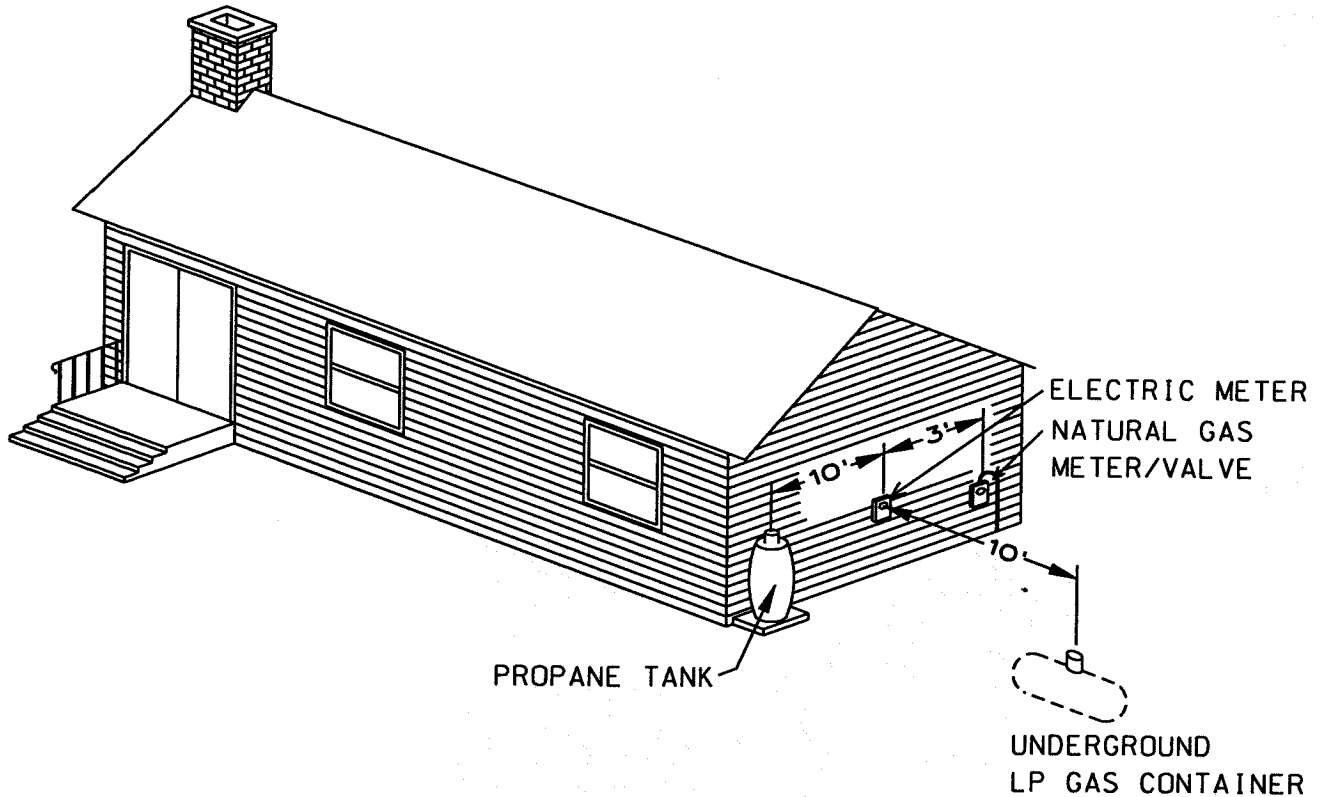 ELECTRIC METER
NATURAL GAS
METER/VALVE
3'
10'
10'
PROPANE TANK
UNDERGROUND
LP GAS CONTAINER